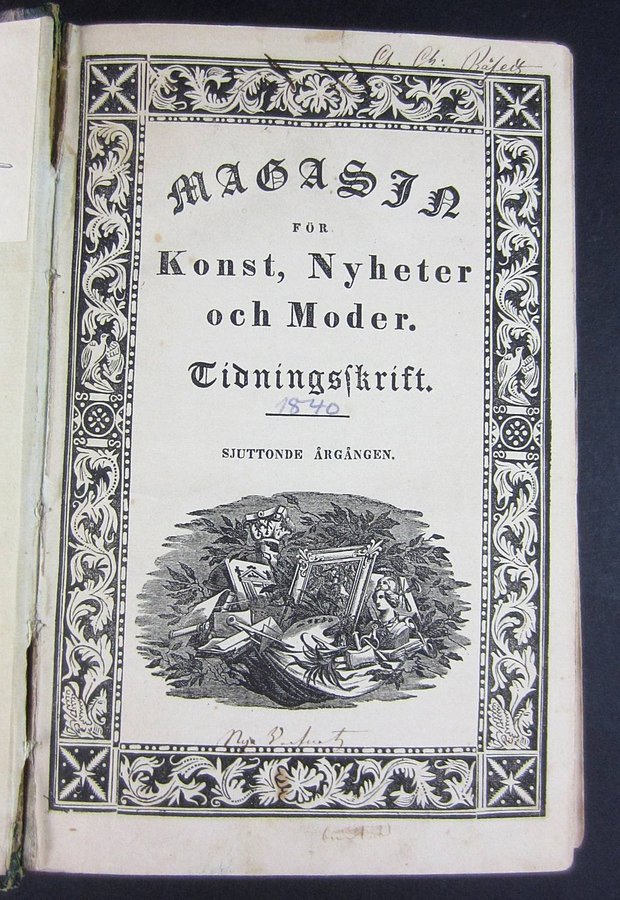 MAGASIN
FÖR
Konst, Nyheter
och Moder.
Tidningsſkrift.
1840
SJUTTONDE ÅRGÅNGEN.